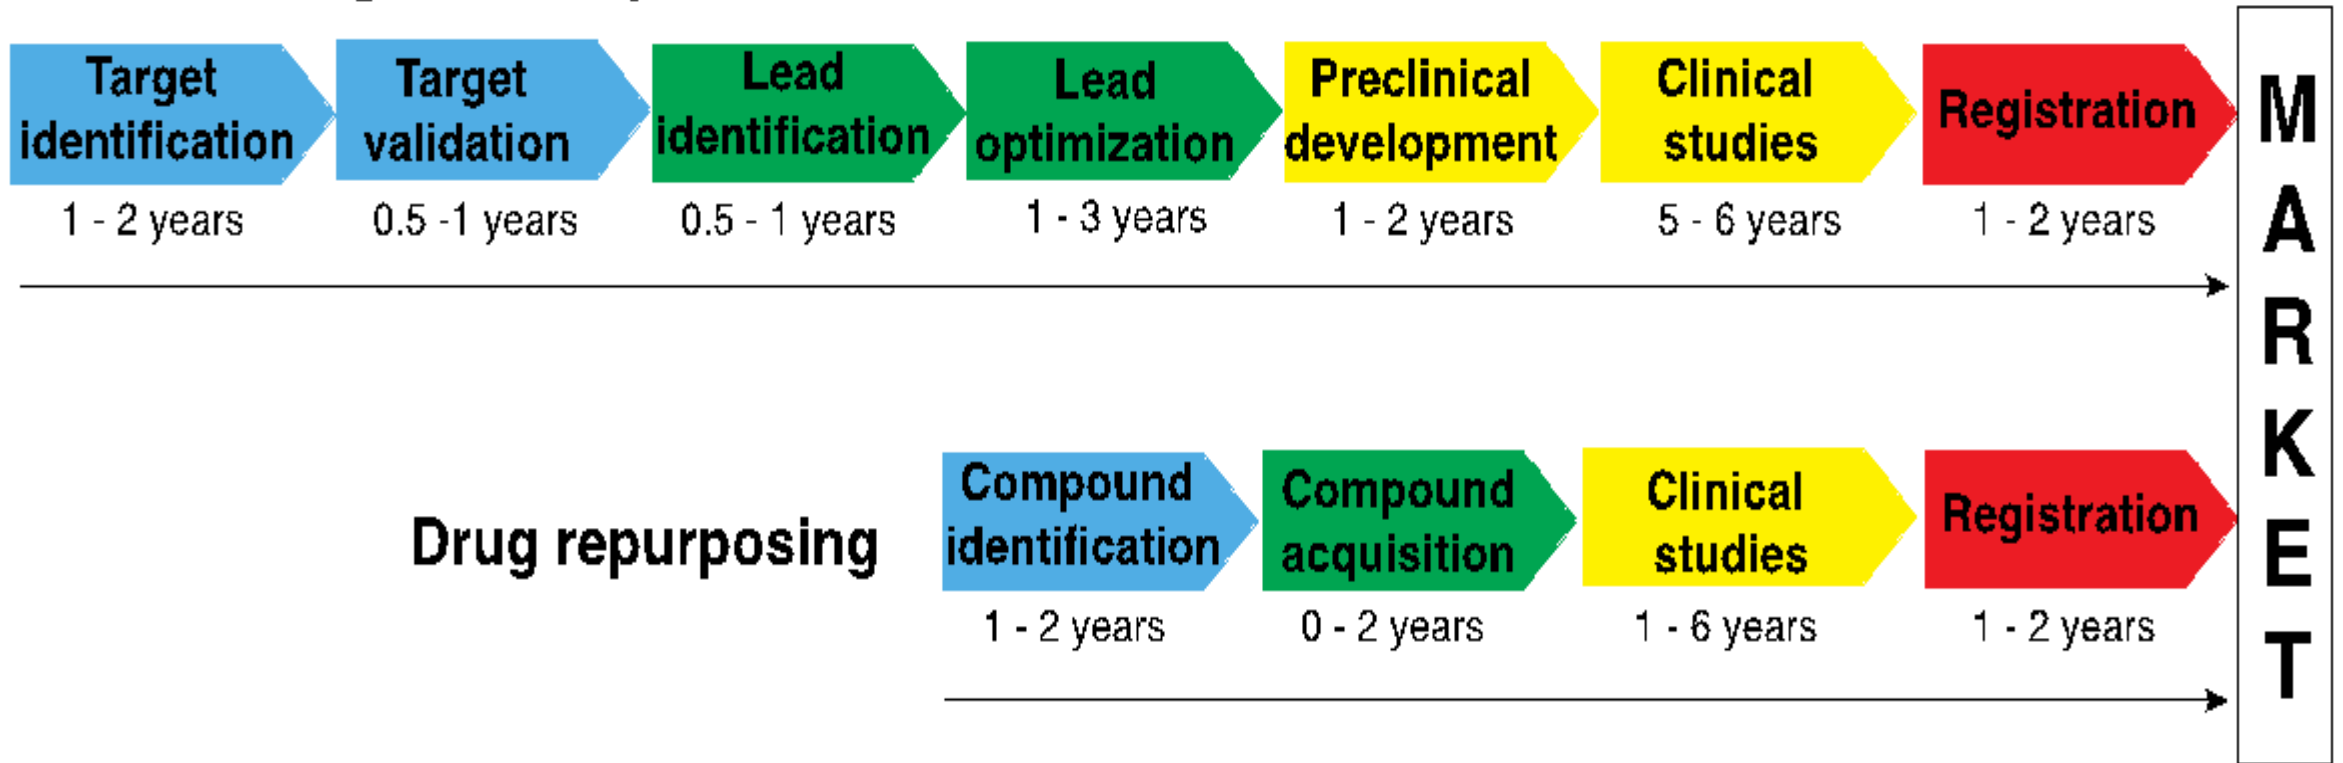 Target identification
Target validation
Lead identification
Lead optimization
Preclinical development
Clinical studies
Registration
1 - 2 years
0.5 -1 years
0.5 - 1 years
1 - 3 years
1 - 2 years
5 - 6 years
1 - 2 years
MARKET
Drug repurposing
Compound identification
Compound acquisition
Clinical studies
Registration
1 - 2 years
0 - 2 years
1 - 6 years
1 - 2 years